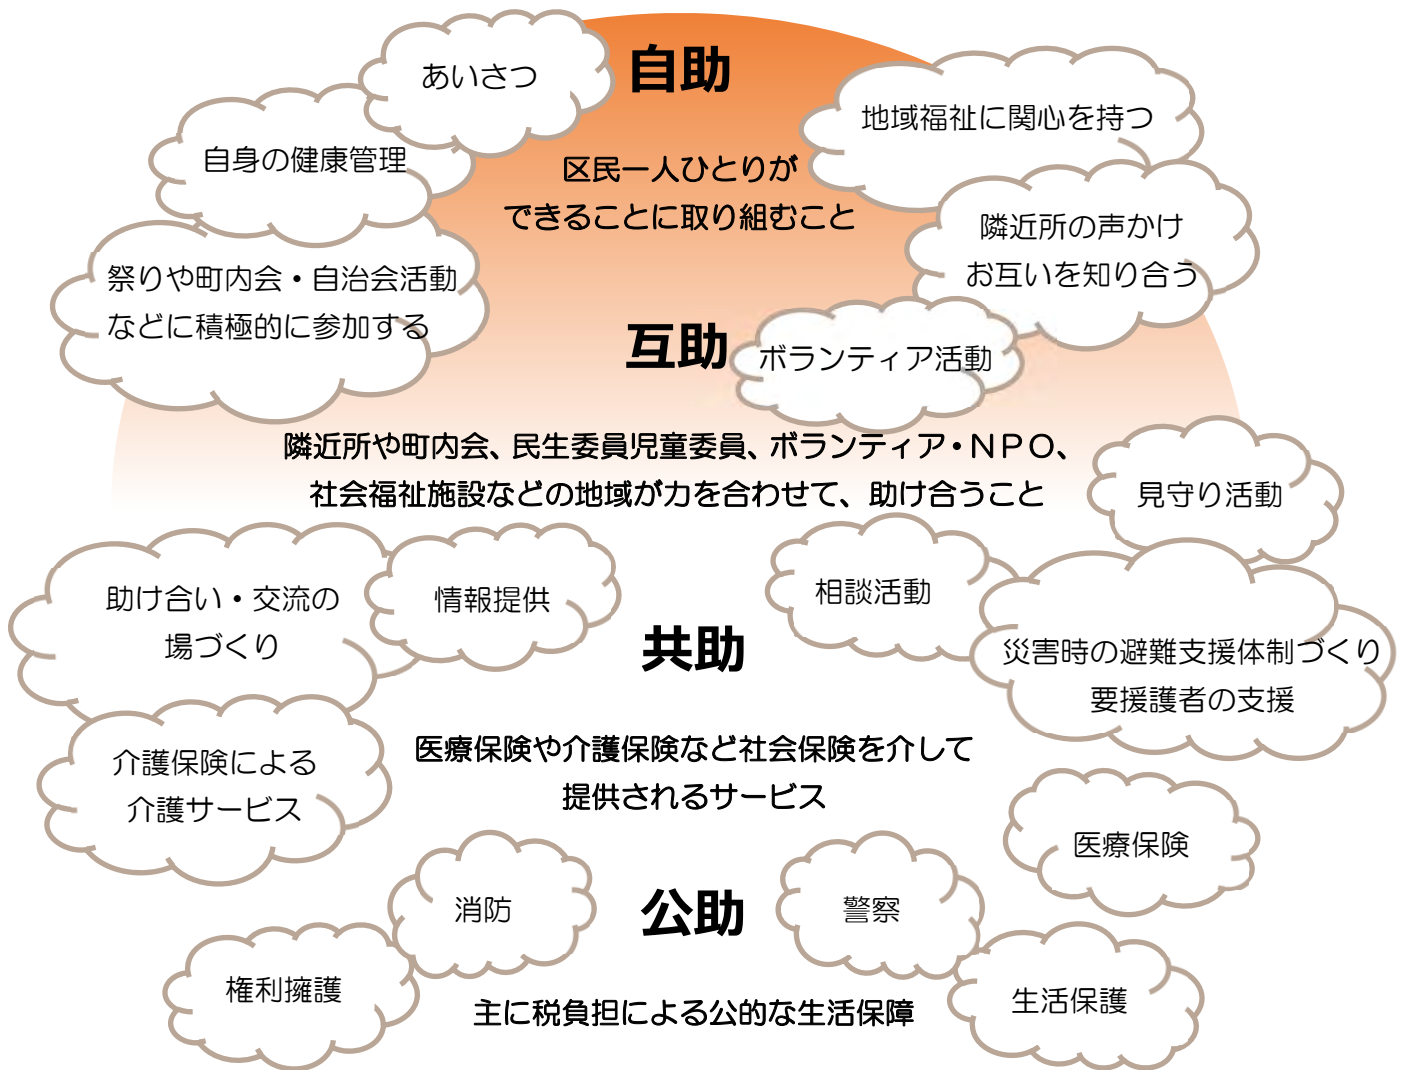 自助
あいさつ
地域福祉に関心を持つ
自身の健康管理
区民一人ひとりが
できることに取り組むこと
隣近所の声かけ
お互いを知り合う
祭りや町内会・自治会活動
などに積極的に参加する
互助
ボランティア活動
隣近所や町内会、民生委員児童委員、ボランティア・ＮＰＯ、
社会福祉施設などの地域が力を合わせて、助け合うこと
見守り活動
助け合い・交流の
場づくり
情報提供
相談活動
共助
災害時の避難支援体制づくり
要援護者の支援
医療保険や介護保険など社会保険を介して
提供されるサービス
介護保険による
介護サービス
医療保険
消防
公助
警察
権利擁護
主に税負担による公的な生活保障
生活保護